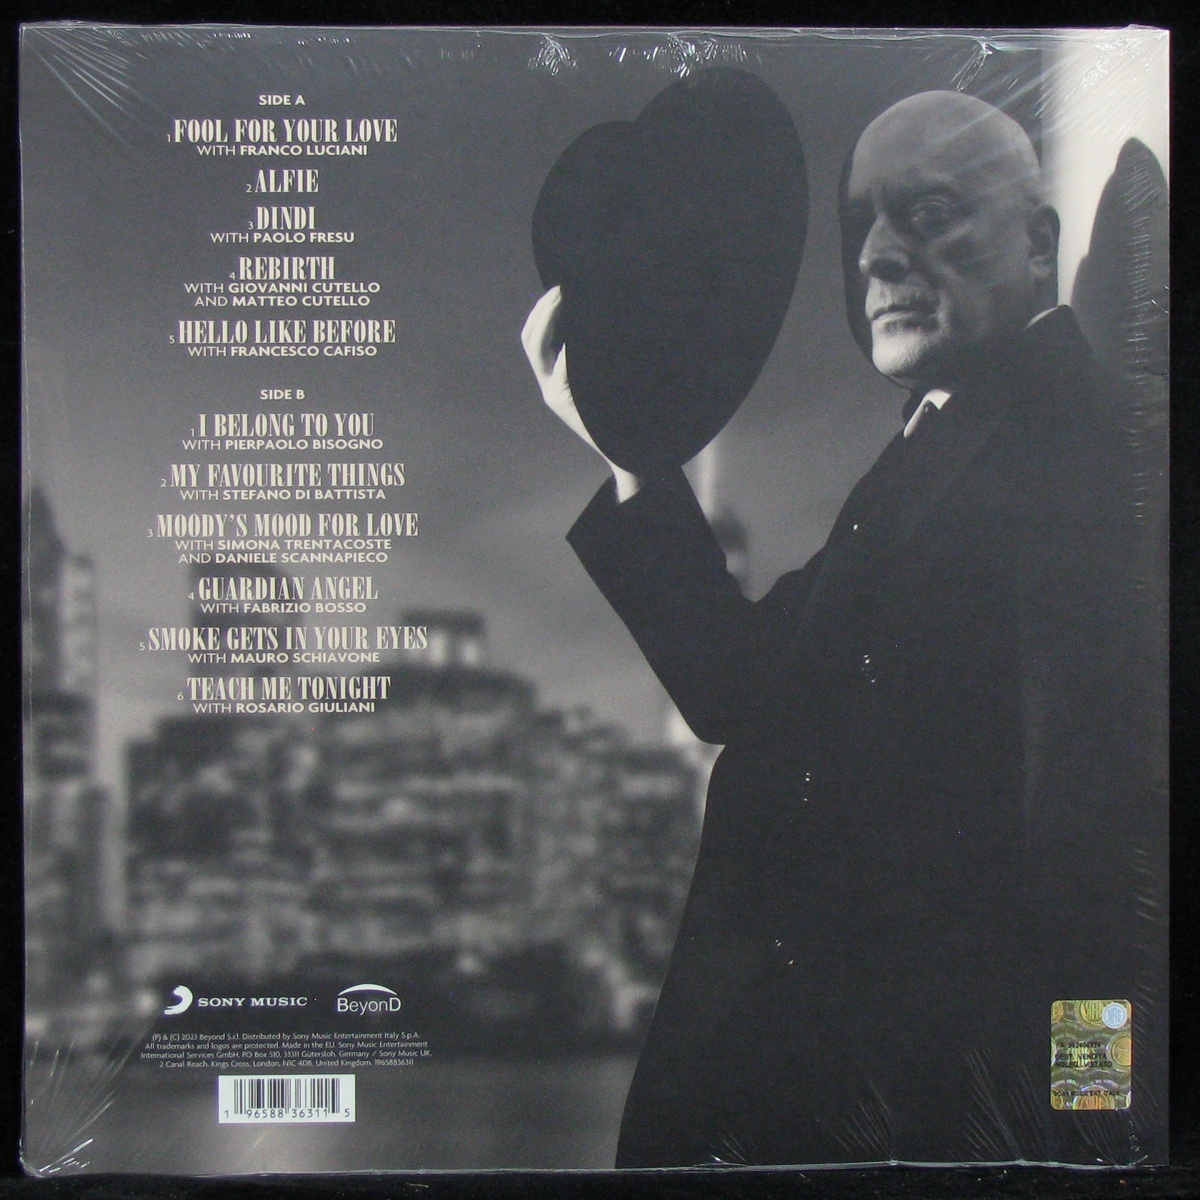 SIDE A
1 FOOL FOR YOUR LOVE
WITH FRANCO LUCIANI
2 ALFIE
3 DINDI
WITH PAOLO FRESU
4 REBIRTH
WITH GIOVANNI CUTELLO
AND MATTEO CUTELLO
5 HELLO LIKE BEFORE
WITH FRANCESCO CAFISO
SIDE B
1 I BELONG TO YOU
WITH PIERPAOLO BISOGNO
2 MY FAVOURITE THINGS
WITH STEFANO DI BATTISTA
3 MOODY'S MOOD FOR LOVE
WITH SIMONA TRENTACOSTE
AND DANIELE SCANNAPIECO
4 GUARDIAN ANGEL
WITH FABRIZIO BOSSO
5 SMOKE GETS IN YOUR EYES
WITH MAURO SCHIAVONE
6 TEACH ME TONIGHT
WITH ROSARIO GIULIANI
SONY MUSIC
BeyonD
(P) & (C) 2023 Beyond S.r.l. Distributed by Sony Music Entertainment Italy S.p.A.
All trademarks and logos are protected. Made in the EU. Sony Music Entertainment
International Services GmbH, PO Box 510, 33311 Gütersloh, Germany / Sony Music UK,
2 Canal Reach, Kings Cross, London, N1C 4DB, United Kingdom. 19658836311
1 96588 36311 5
VENDITA
VIETATO